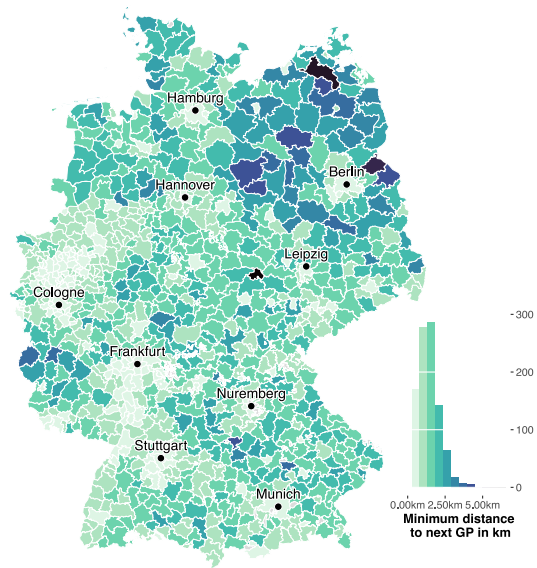 Hamburg
Berlin
Hannover
Leipzig
Cologne
Frankfurt
Nuremberg
Stuttgart
Munich
300
200
100
0
0.00km 2.50km 5.00km
Minimum distance
to next GP in km